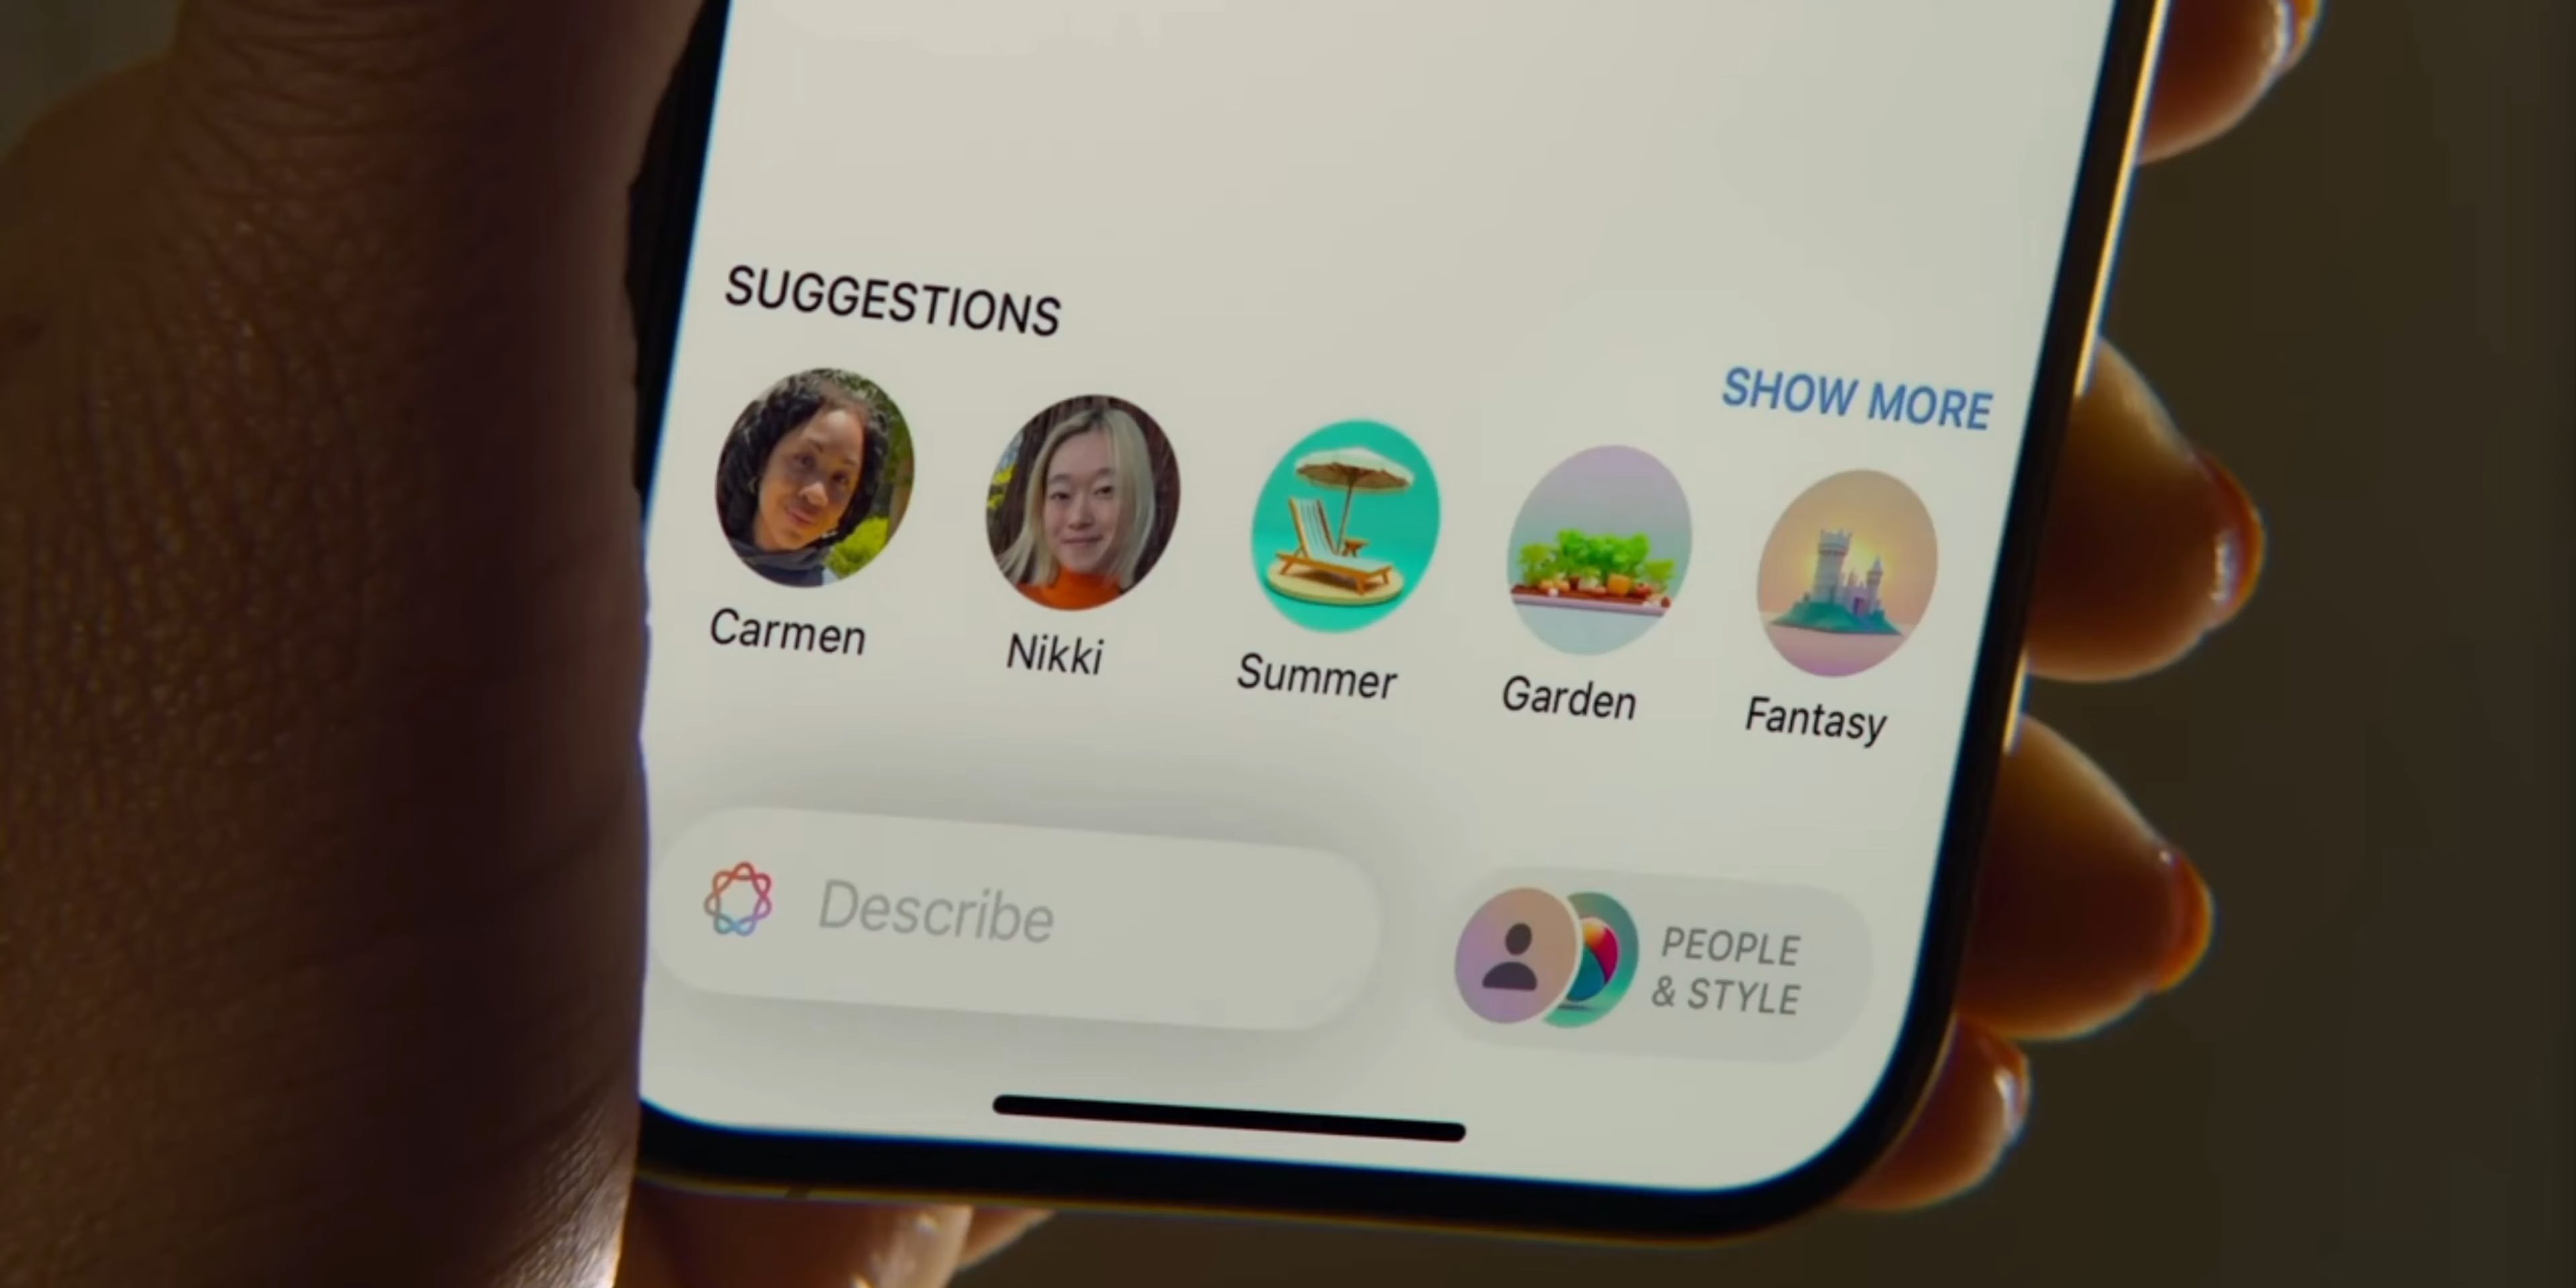 SUGGESTIONS
SHOW MORE
Carmen
Nikki
Summer
Garden
Fantasy
Describe
PEOPLE
& STYLE